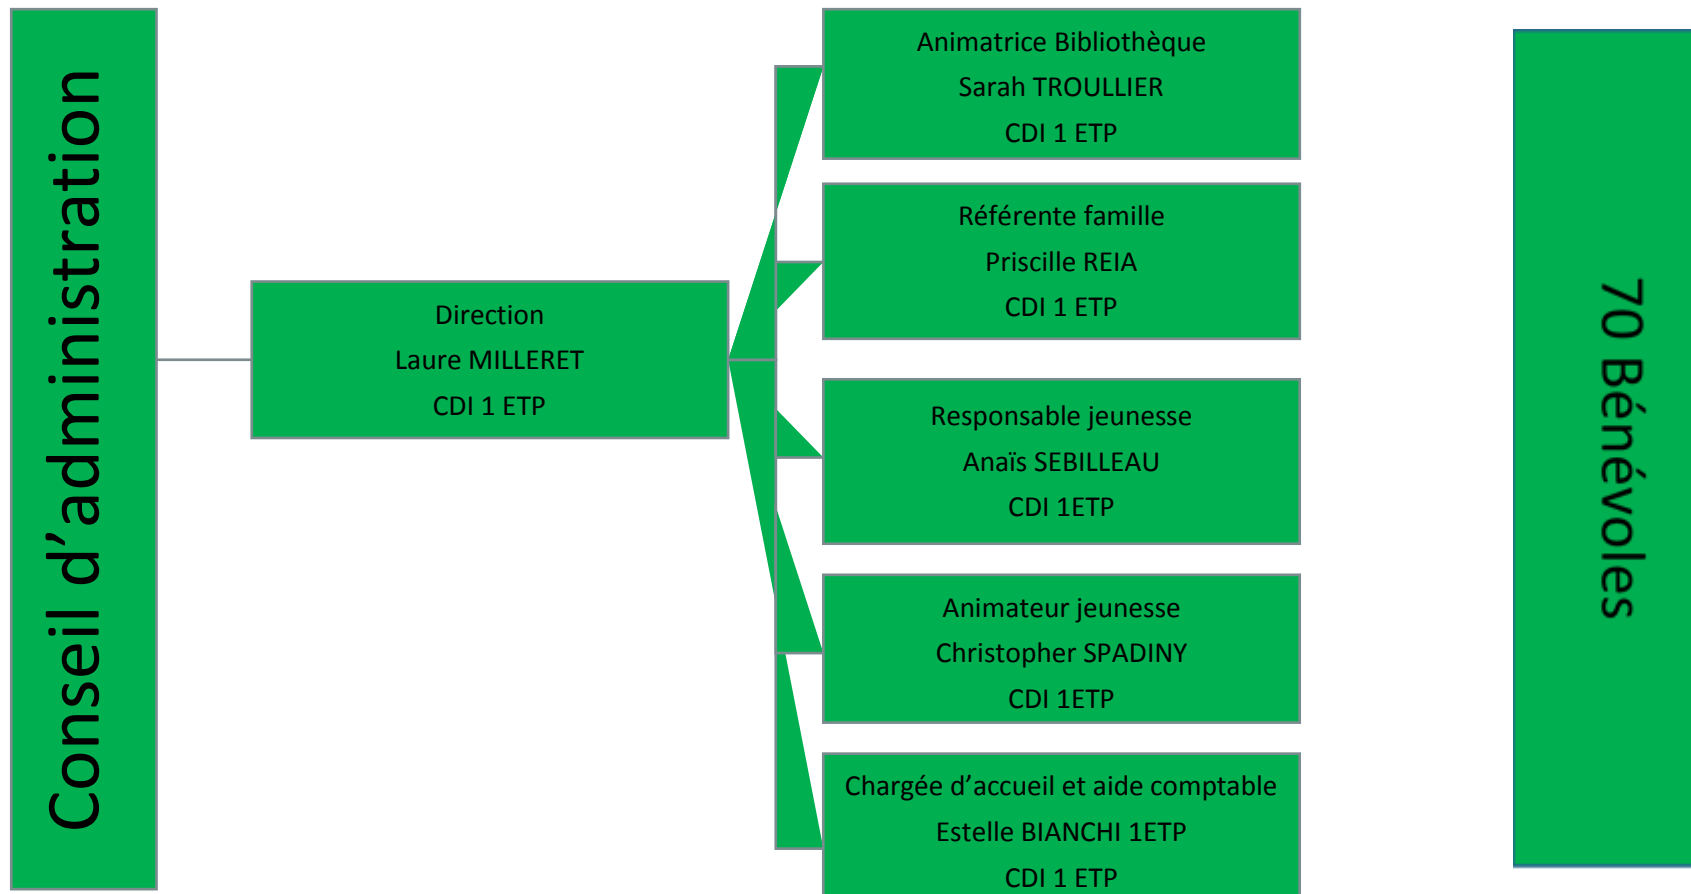 Conseil d’administration
Direction
Laure MILLERET
CDI 1 ETP
Animatrice Bibliothèque
Sarah TROULLIER
CDI 1 ETP
Référente famille
Priscille REIA
CDI 1 ETP
Responsable jeunesse
Anaïs SEBILLEAU
CDI 1ETP
Animateur jeunesse
Christopher SPADINY
CDI 1ETP
Chargée d’accueil et aide comptable
Estelle BIANCHI 1ETP
CDI 1 ETP
70 Bénévoles